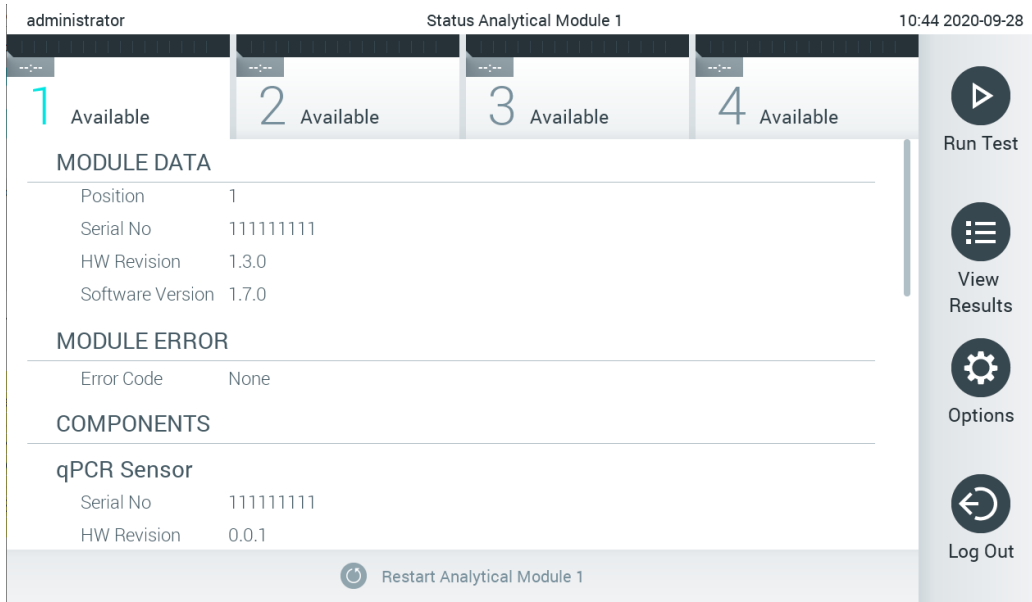 administrator Status Analytical Module 1 10:44 2020-09-28
--:-- --:-- --:-- --:--
1 Available 2 Available 3 Available 4 Available
Run Test
MODULE DATA
Position 1
Serial No 111111111
HW Revision 1.3.0
Software Version 1.7.0
View
Results
MODULE ERROR
Error Code None
Options
COMPONENTS
qPCR Sensor
Serial No 111111111
HW Revision 0.0.1
Log Out
Restart Analytical Module 1